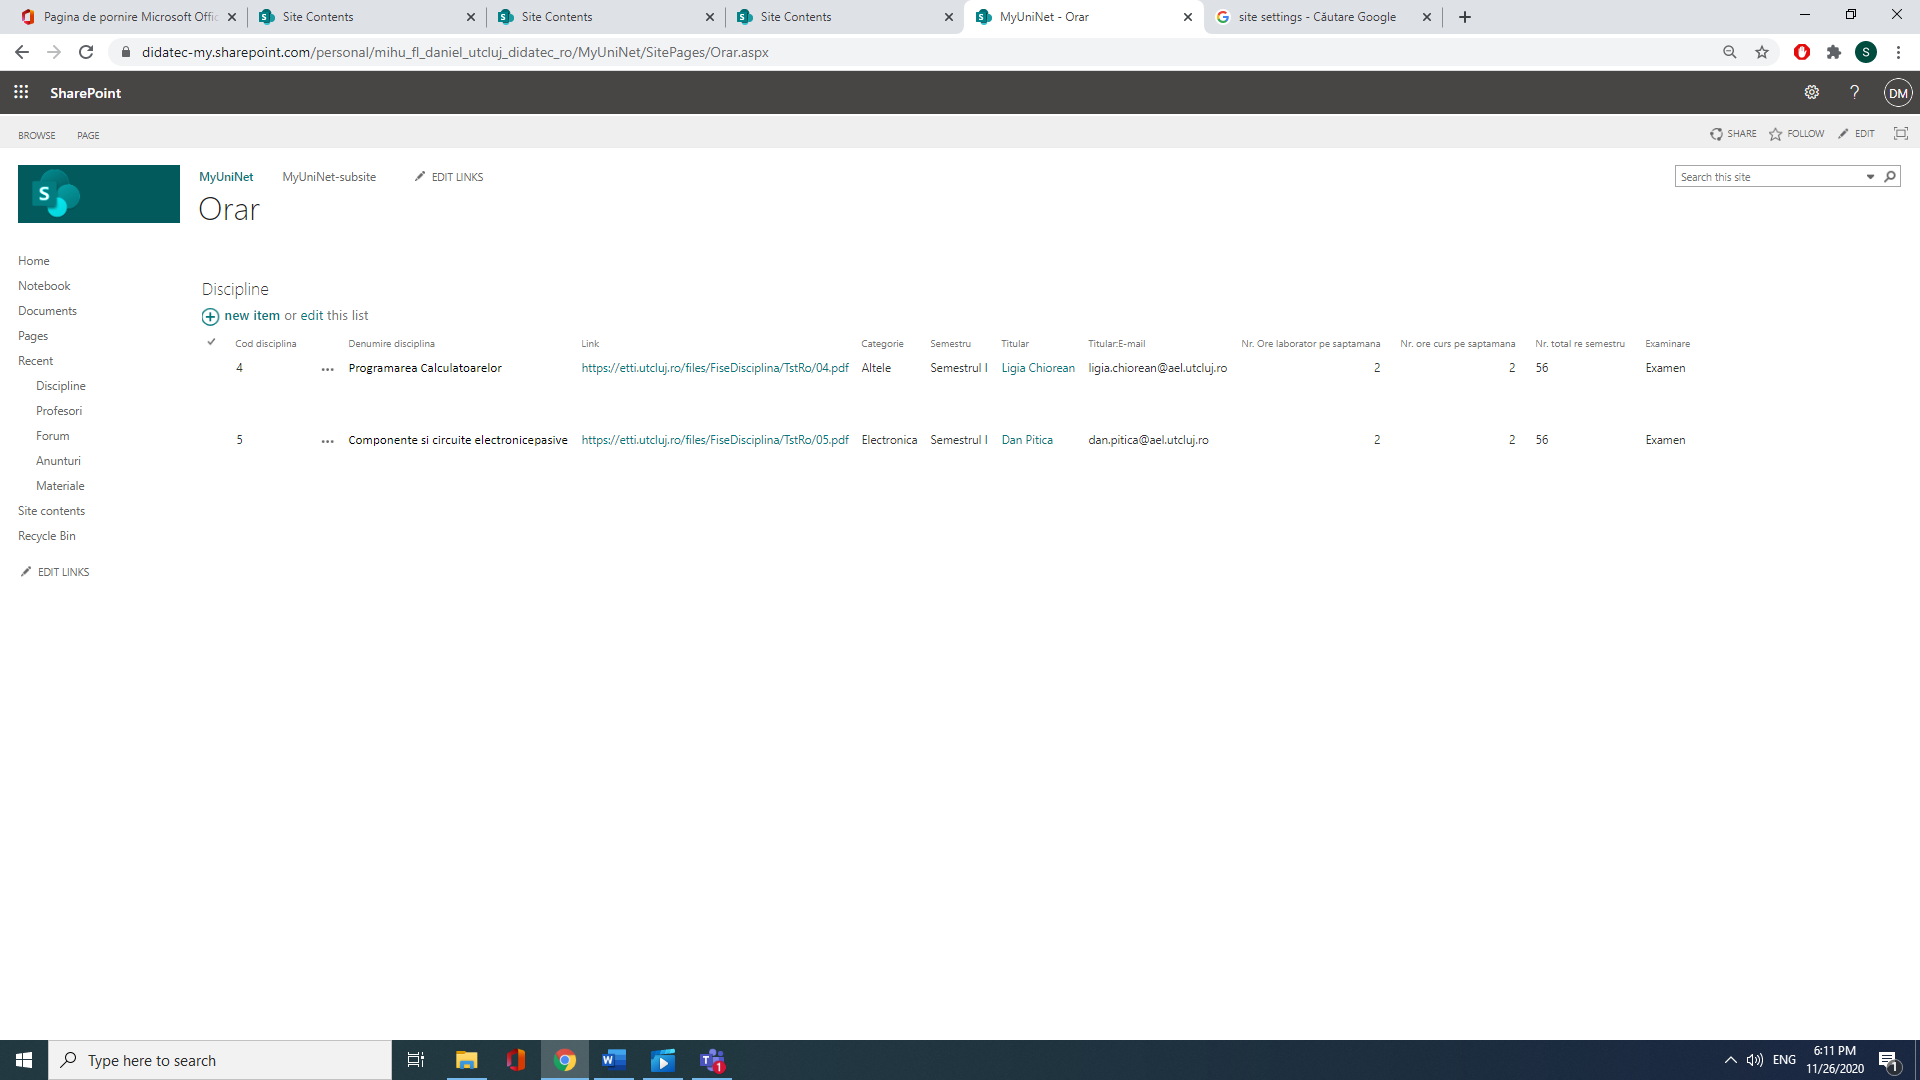 Pagina de pornire Microsoft Offic
Site Contents
Site Contents
Site Contents
MyUniNet - Orar
site settings - Căutare Google
didatec-my.sharepoint.com/personal/mihu_fl_daniel_utcluj_didatec_ro/MyUniNet/SitePages/Orar.aspx
S
SharePoint
?
DM
BROWSE PAGE
SHARE FOLLOW EDIT
S
MyUniNet MyUniNet-subsite EDIT LINKS
Search this site
Orar
Home
Notebook
Documents
Pages
Recent
Discipline
Profesori
Forum
Anunturi
Materiale
Site contents
Recycle Bin
EDIT LINKS
Discipline
new item or edit this list
Cod disciplina Denumire disciplina Link Categorie Semestru Titular Titular:E-mail Nr. Ore laborator pe saptamana Nr. ore curs pe saptamana Nr. total re semestru Examinare
4 ... Programarea Calculatoarelor https://etti.utcluj.ro/files/FiseDisciplina/TstRo/04.pdf Altele Semestrul I Ligia Chiorean ligia.chiorean@ael.utcluj.ro 2 2 56 Examen
5 ... Componente si circuite electronicepasive https://etti.utcluj.ro/files/FiseDisciplina/TstRo/05.pdf Electronica Semestrul I Dan Pitica dan.pitica@ael.utcluj.ro 2 2 56 Examen
Type here to search
W
T
1
ENG
6:11 PM
11/26/2020
1